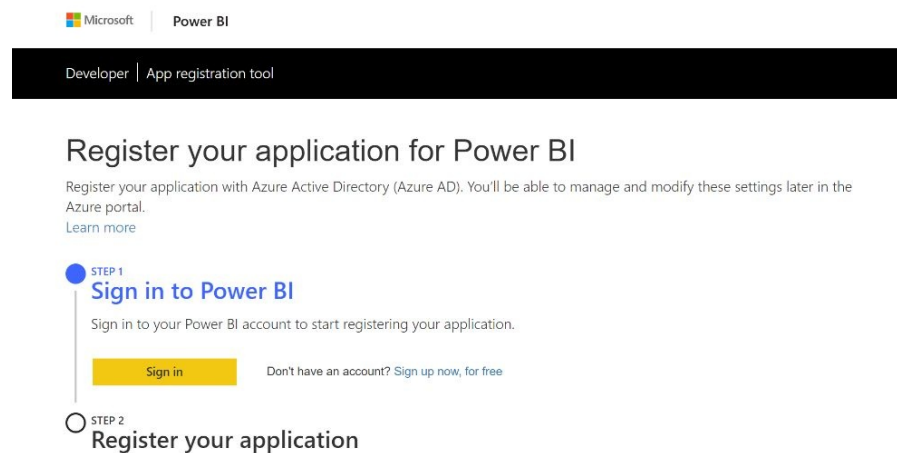 Microsoft Power BI
Developer App registration tool
Register your application for Power BI
Register your application with Azure Active Directory (Azure AD). You'll be able to manage and modify these settings later in the
Azure portal.
Learn more
STEP 1
Sign in to Power BI
Sign in to your Power BI account to start registering your application.
Sign in Don't have an account? Sign up now, for free
STEP 2
Register your application